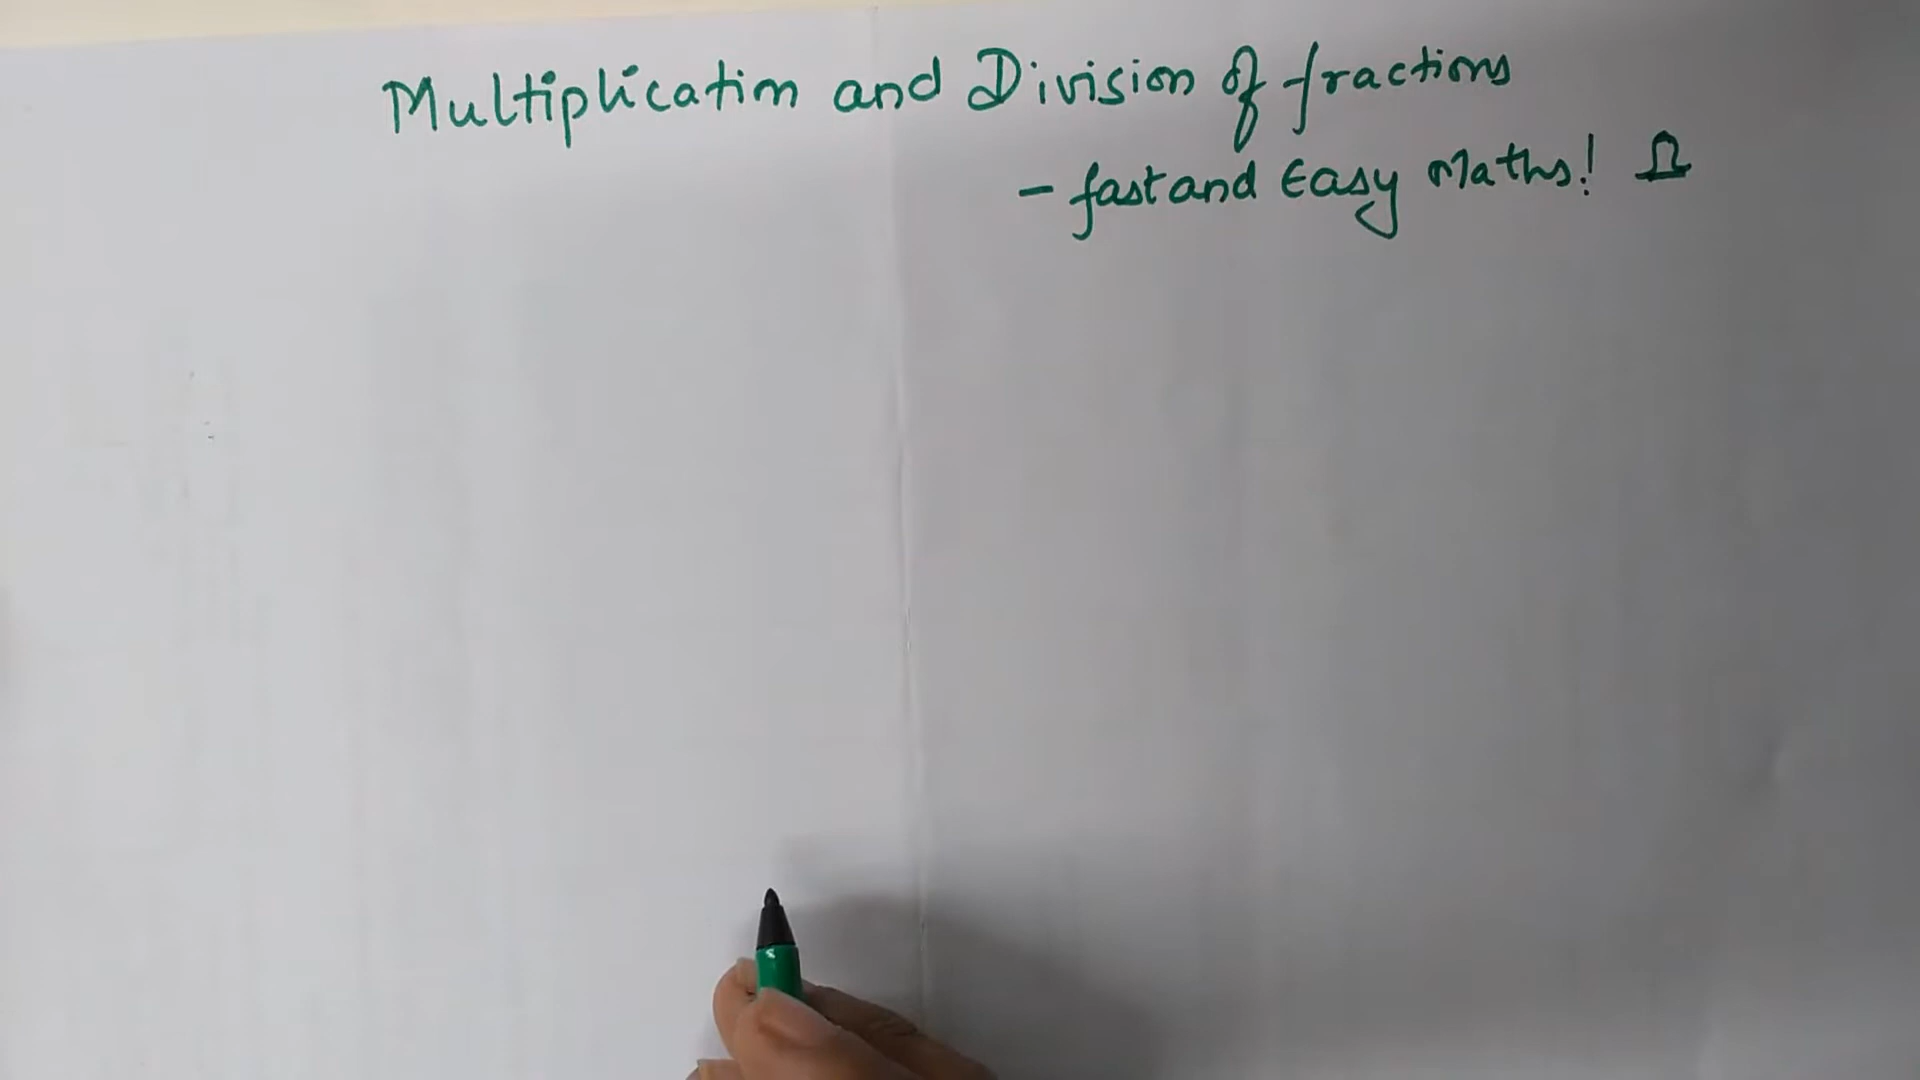 Multiplication and Division of fractions
- fast and Easy Maths! Ω